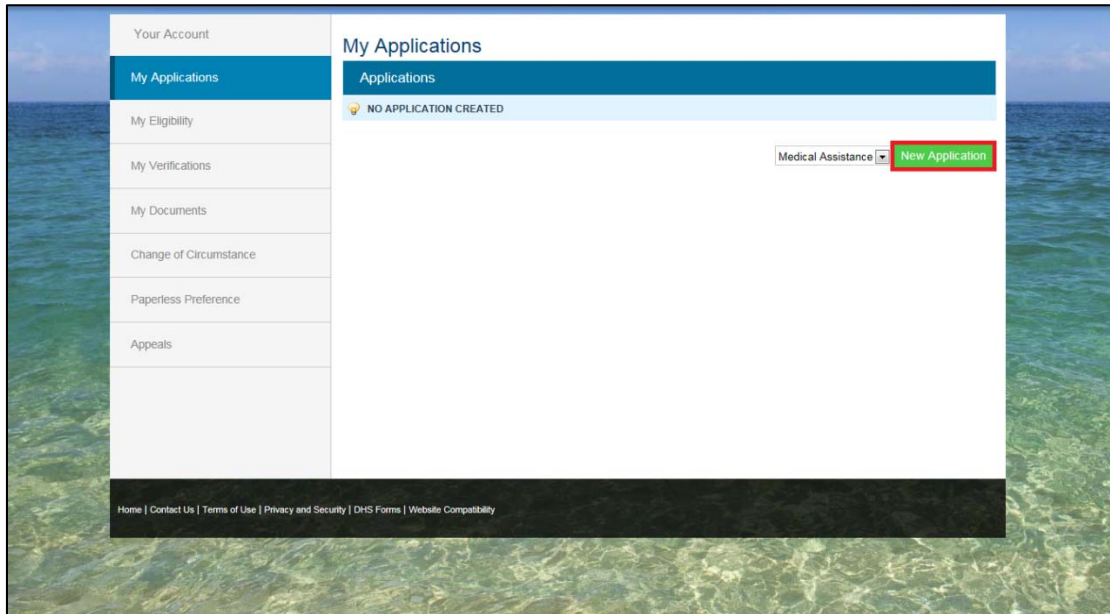 Your Account
My Applications
My Eligibility
My Verifications
My Documents
Change of Circumstance
Paperless Preference
Appeals
My Applications
Applications
NO APPLICATION CREATED
Medical Assistance New Application
Home | Contact Us | Terms of Use | Privacy and Security | DHS Forms | Website Compatibility